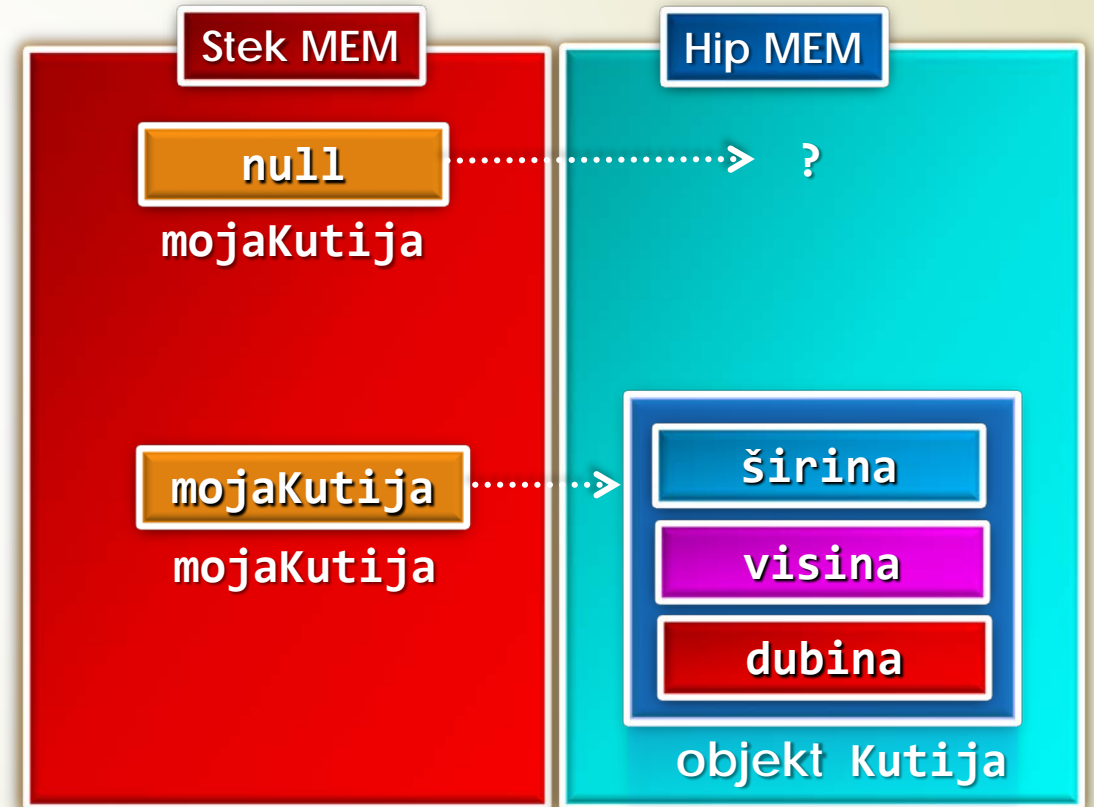 Stek MEM
Hip MEM
null
?
mojaKutija
mojaKutija
mojaKutija
širina
visina
dubina
objekt Kutija